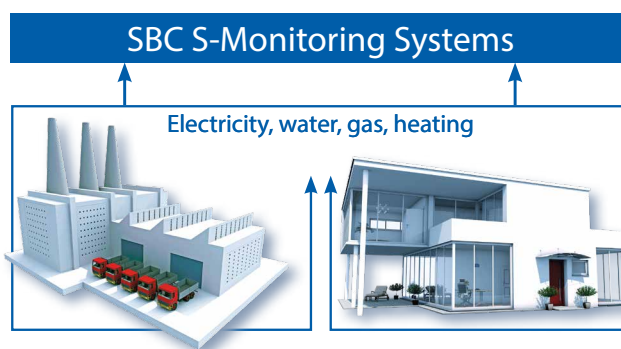 SBC S-Monitoring Systems
Electricity, water, gas, heating